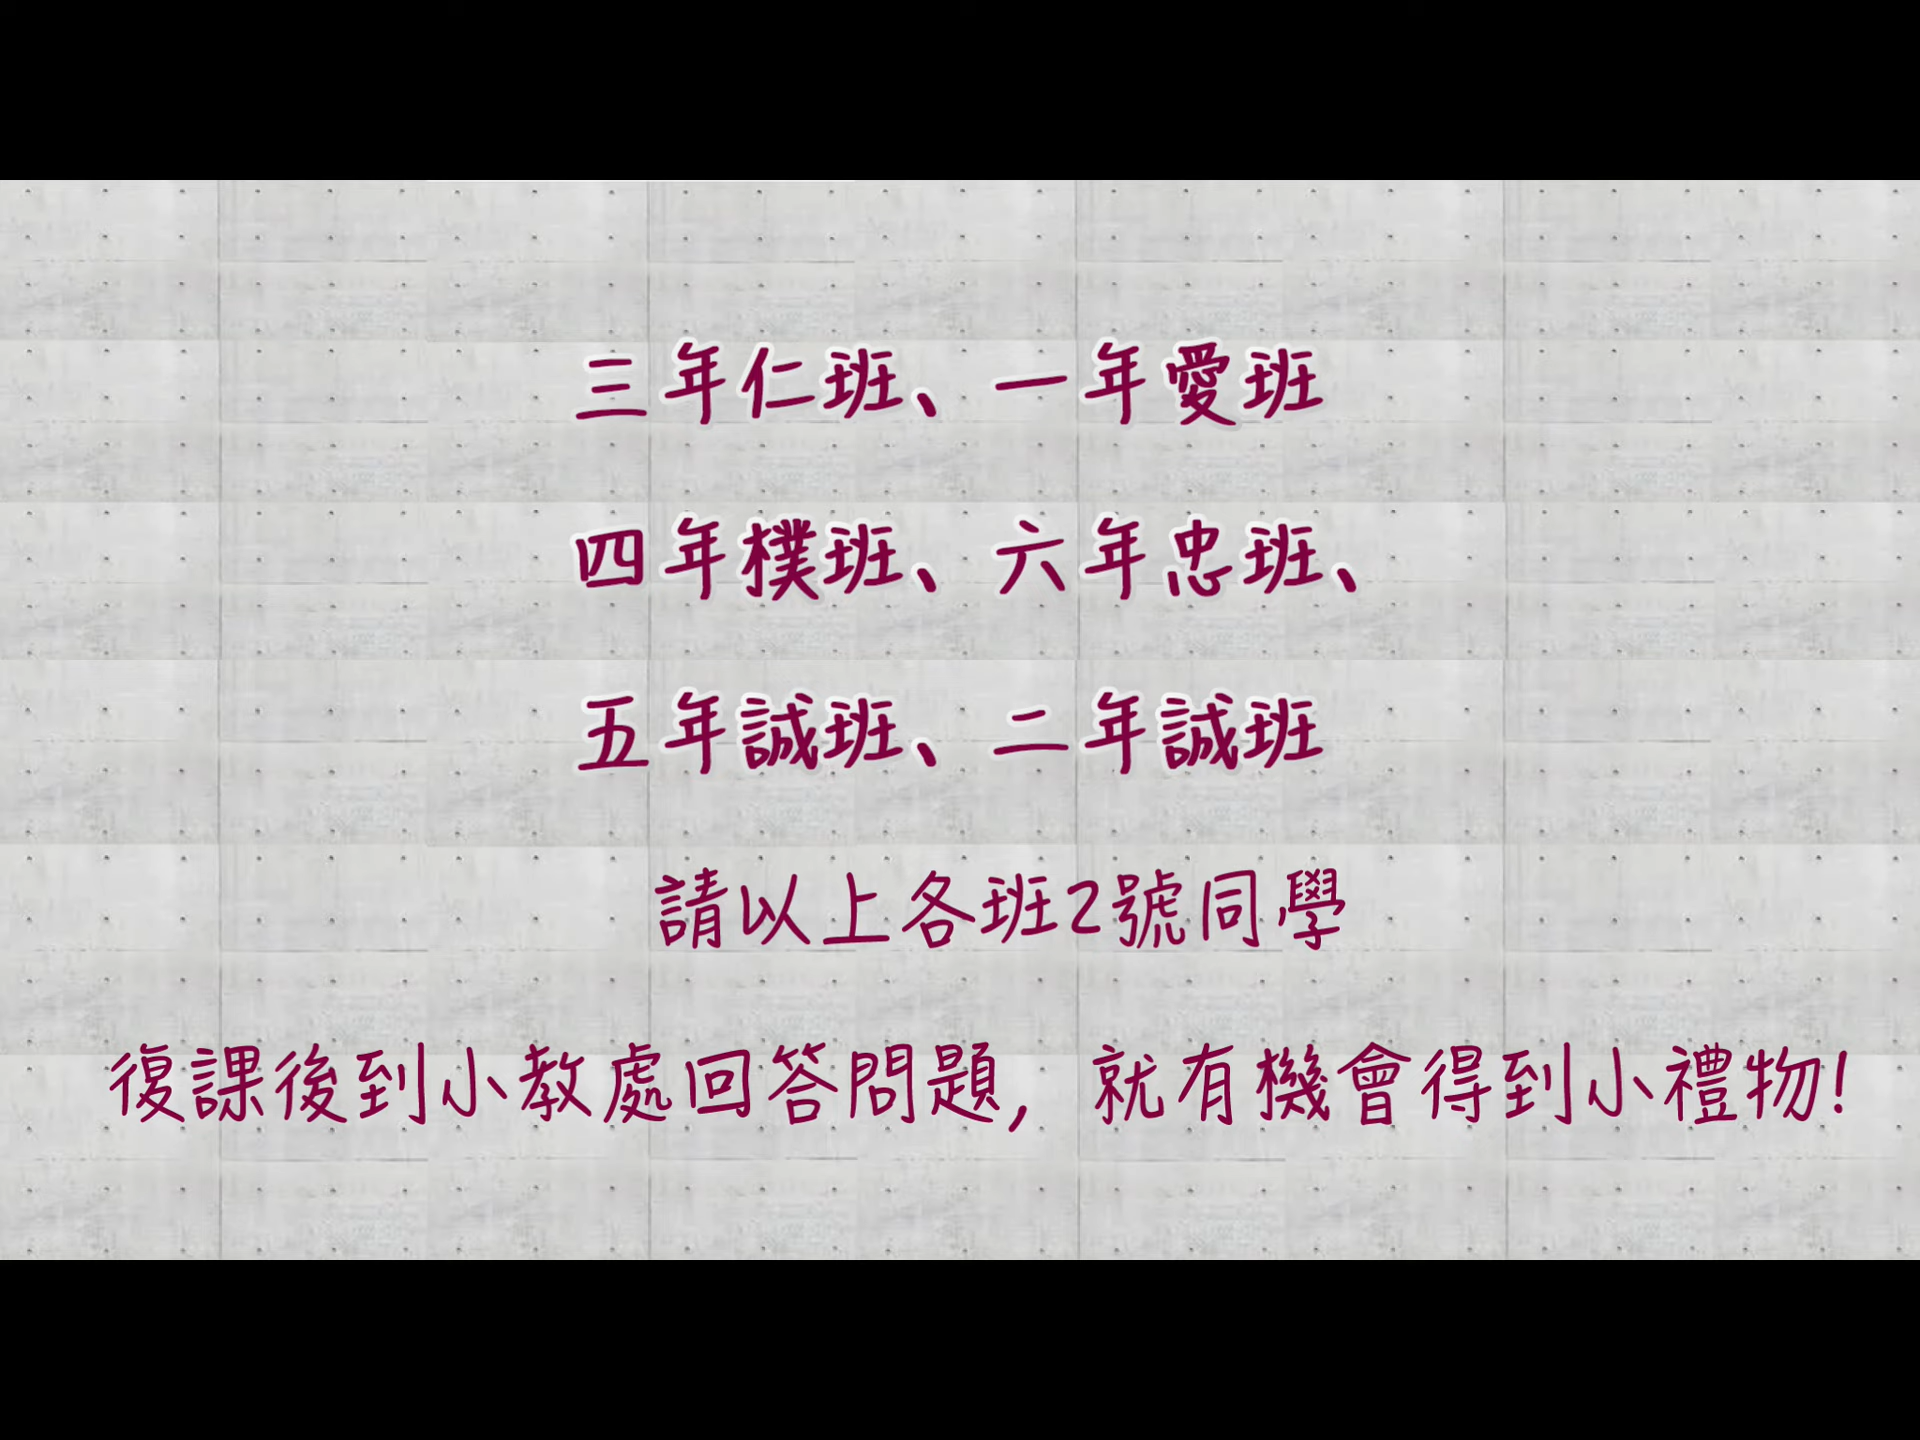 三年仁班、一年愛班
四年樸班、六年忠班、
五年誠班、二年誠班
請以上各班2號同學
復課後到小教處回答問題，就有機會得到小禮物!